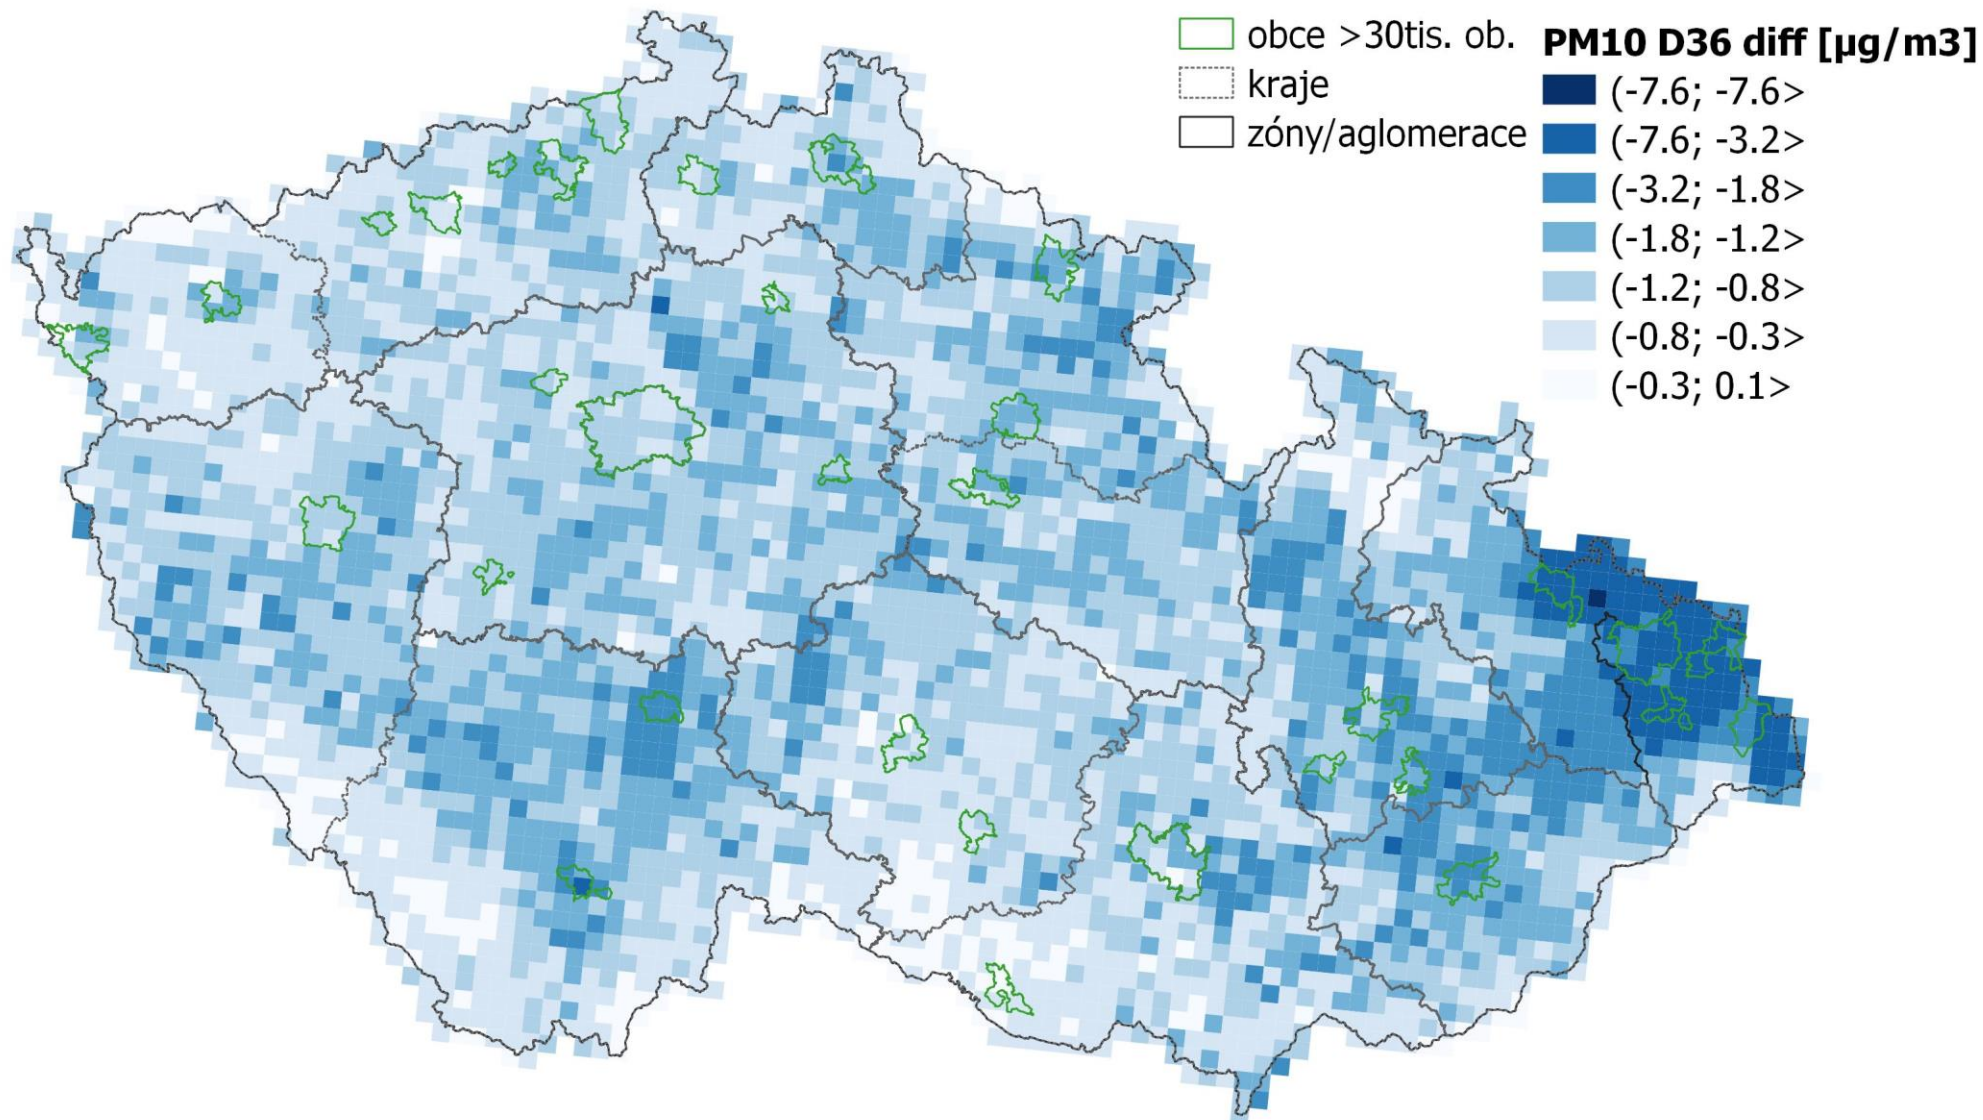 obce >30tis. ob.
kraje
zóny/aglomerace
PM10 D36 diff [µg/m3]
(-7.6; -7.6>
(-7.6; -3.2>
(-3.2; -1.8>
(-1.8; -1.2>
(-1.2; -0.8>
(-0.8; -0.3>
(-0.3; 0.1>